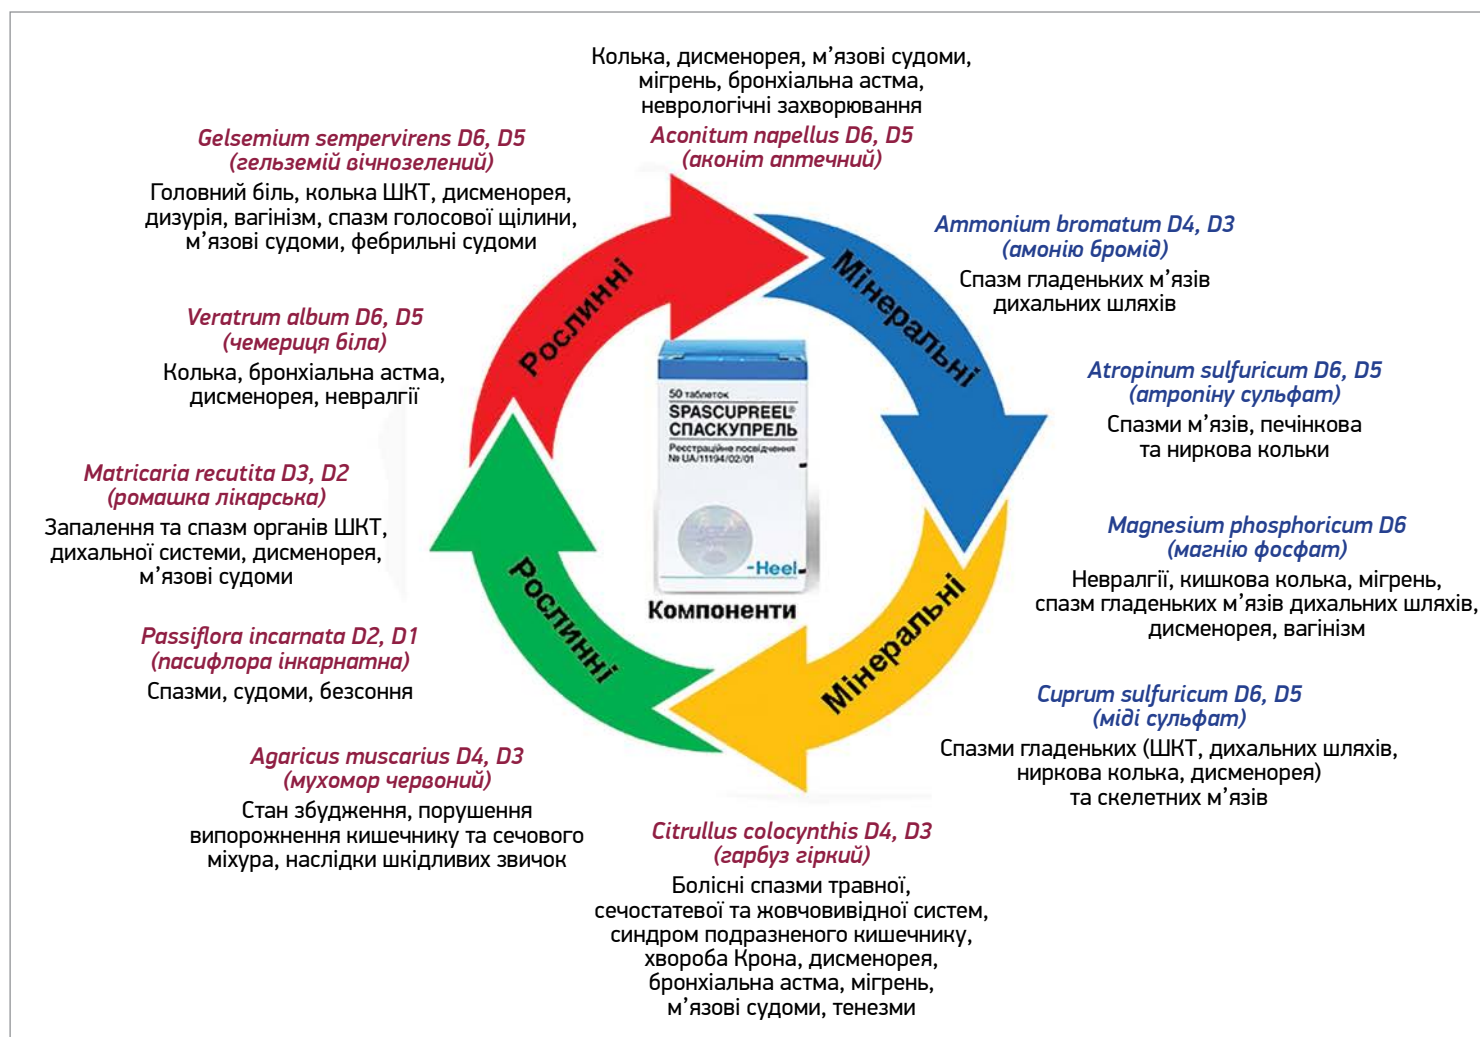 Колька, дисменорея, м’язові судоми,
мігрень, бронхіальна астма,
неврологічні захворювання
Aconitum napellus D6, D5
(аконіт аптечний)
Gelsemium sempervirens D6, D5
(гельземій вічнозелений)
Головний біль, колька ШКТ, дисменорея,
дизурія, вагінізм, спазм голосової щілини,
м’язові судоми, фебрильні судоми
Ammonium bromatum D4, D3
(амонію бромід)
Спазм гладеньких м’язів
дихальних шляхів
Veratrum album D6, D5
(чемериця біла)
Колька, бронхіальна астма,
дисменорея, невралгії
Atropinum sulfuricum D6, D5
(атропіну сульфат)
Спазми м’язів, печінкова
та ниркова кольки
Matricaria recutita D3, D2
(ромашка лікарська)
Запалення та спазм органів ШКТ,
дихальної системи, дисменорея,
м’язові судоми
Magnesium phosphoricum D6
(магнію фосфат)
Невралгії, кишкова колька, мігрень,
спазм гладеньких м’язів дихальних шляхів,
дисменорея, вагінізм
Passiflora incarnata D2, D1
(пасифлора інкарнатна)
Спазми, судоми, безсоння
Cuprum sulfuricum D6, D5
(міді сульфат)
Спазми гладеньких (ШКТ, дихальних шляхів,
ниркова колька, дисменорея)
та скелетних м’язів
Agaricus muscarius D4, D3
(мухомор червоний)
Стан збудження, порушення
випорожнення кишечнику та сечового
міхура, наслідки шкідливих звичок
Citrullus colocynthis D4, D3
(гарбуз гіркий)
Болісні спазми травної,
сечостатевої та жовчовивідної систем,
синдром подразненого кишечнику,
хвороба Крона, дисменорея,
бронхіальна астма, мігрень,
м’язові судоми, тенезми
Рослинні
Мінеральні
Мінеральні
Рослинні
50 таблеток
SPASCUPREEL®
СПАСКУПРЕЛЬ
Реєстраційне посвідчення
№ UA/11194/02/01
-Heel
Компоненти